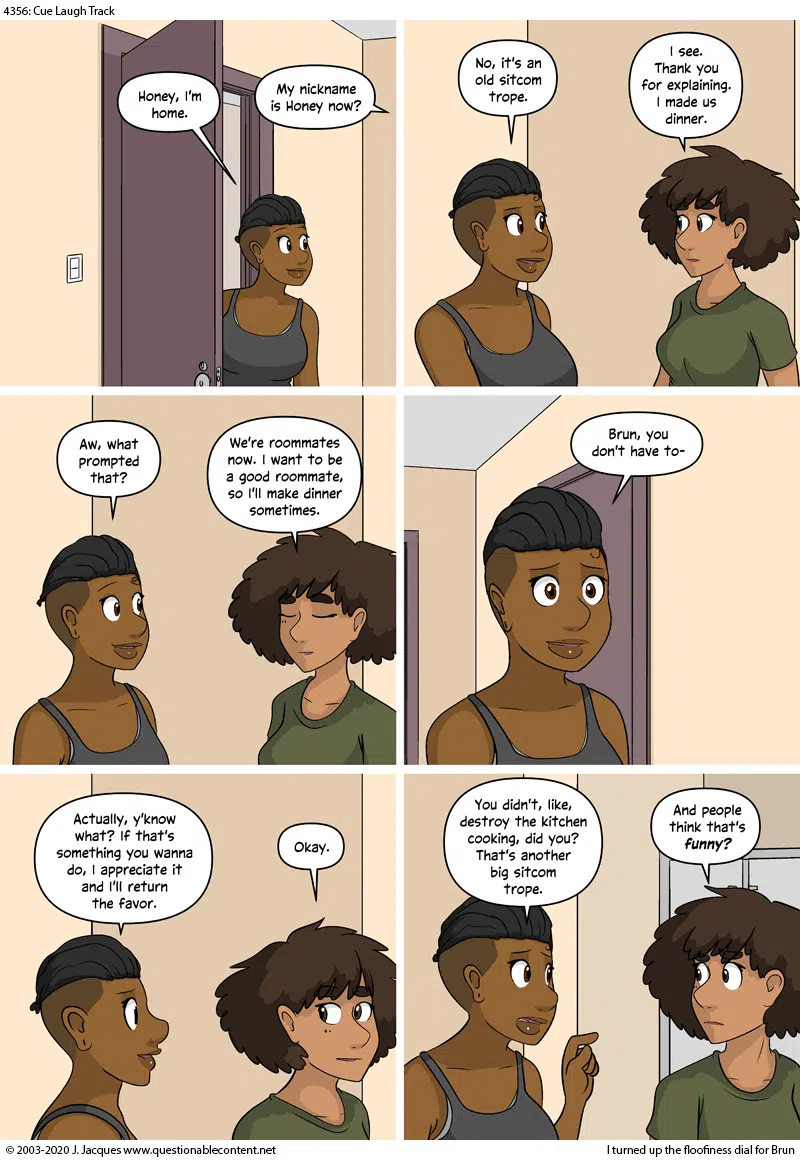 4356: Cue Laugh Track
Honey, I'm
home.
My nickname
is Honey now?
No, it's an
old sitcom
trope.
I see.
Thank you
for explaining.
I made us
dinner.
Aw, what
prompted
that?
We're roommates
now. I want to be
a good roommate,
so I'll make dinner
sometimes.
Brun, you
don't have to-
Actually, y'know
what? If that's
something you wanna
do, I appreciate it
and I'll return
the favor.
Okay.
You didn't, like,
destroy the kitchen
cooking, did you?
That's another
big sitcom
trope.
And people
think that's
funny?
© 2003-2020 J. Jacques www.questionablecontent.net
I turned up the floofiness dial for Brun